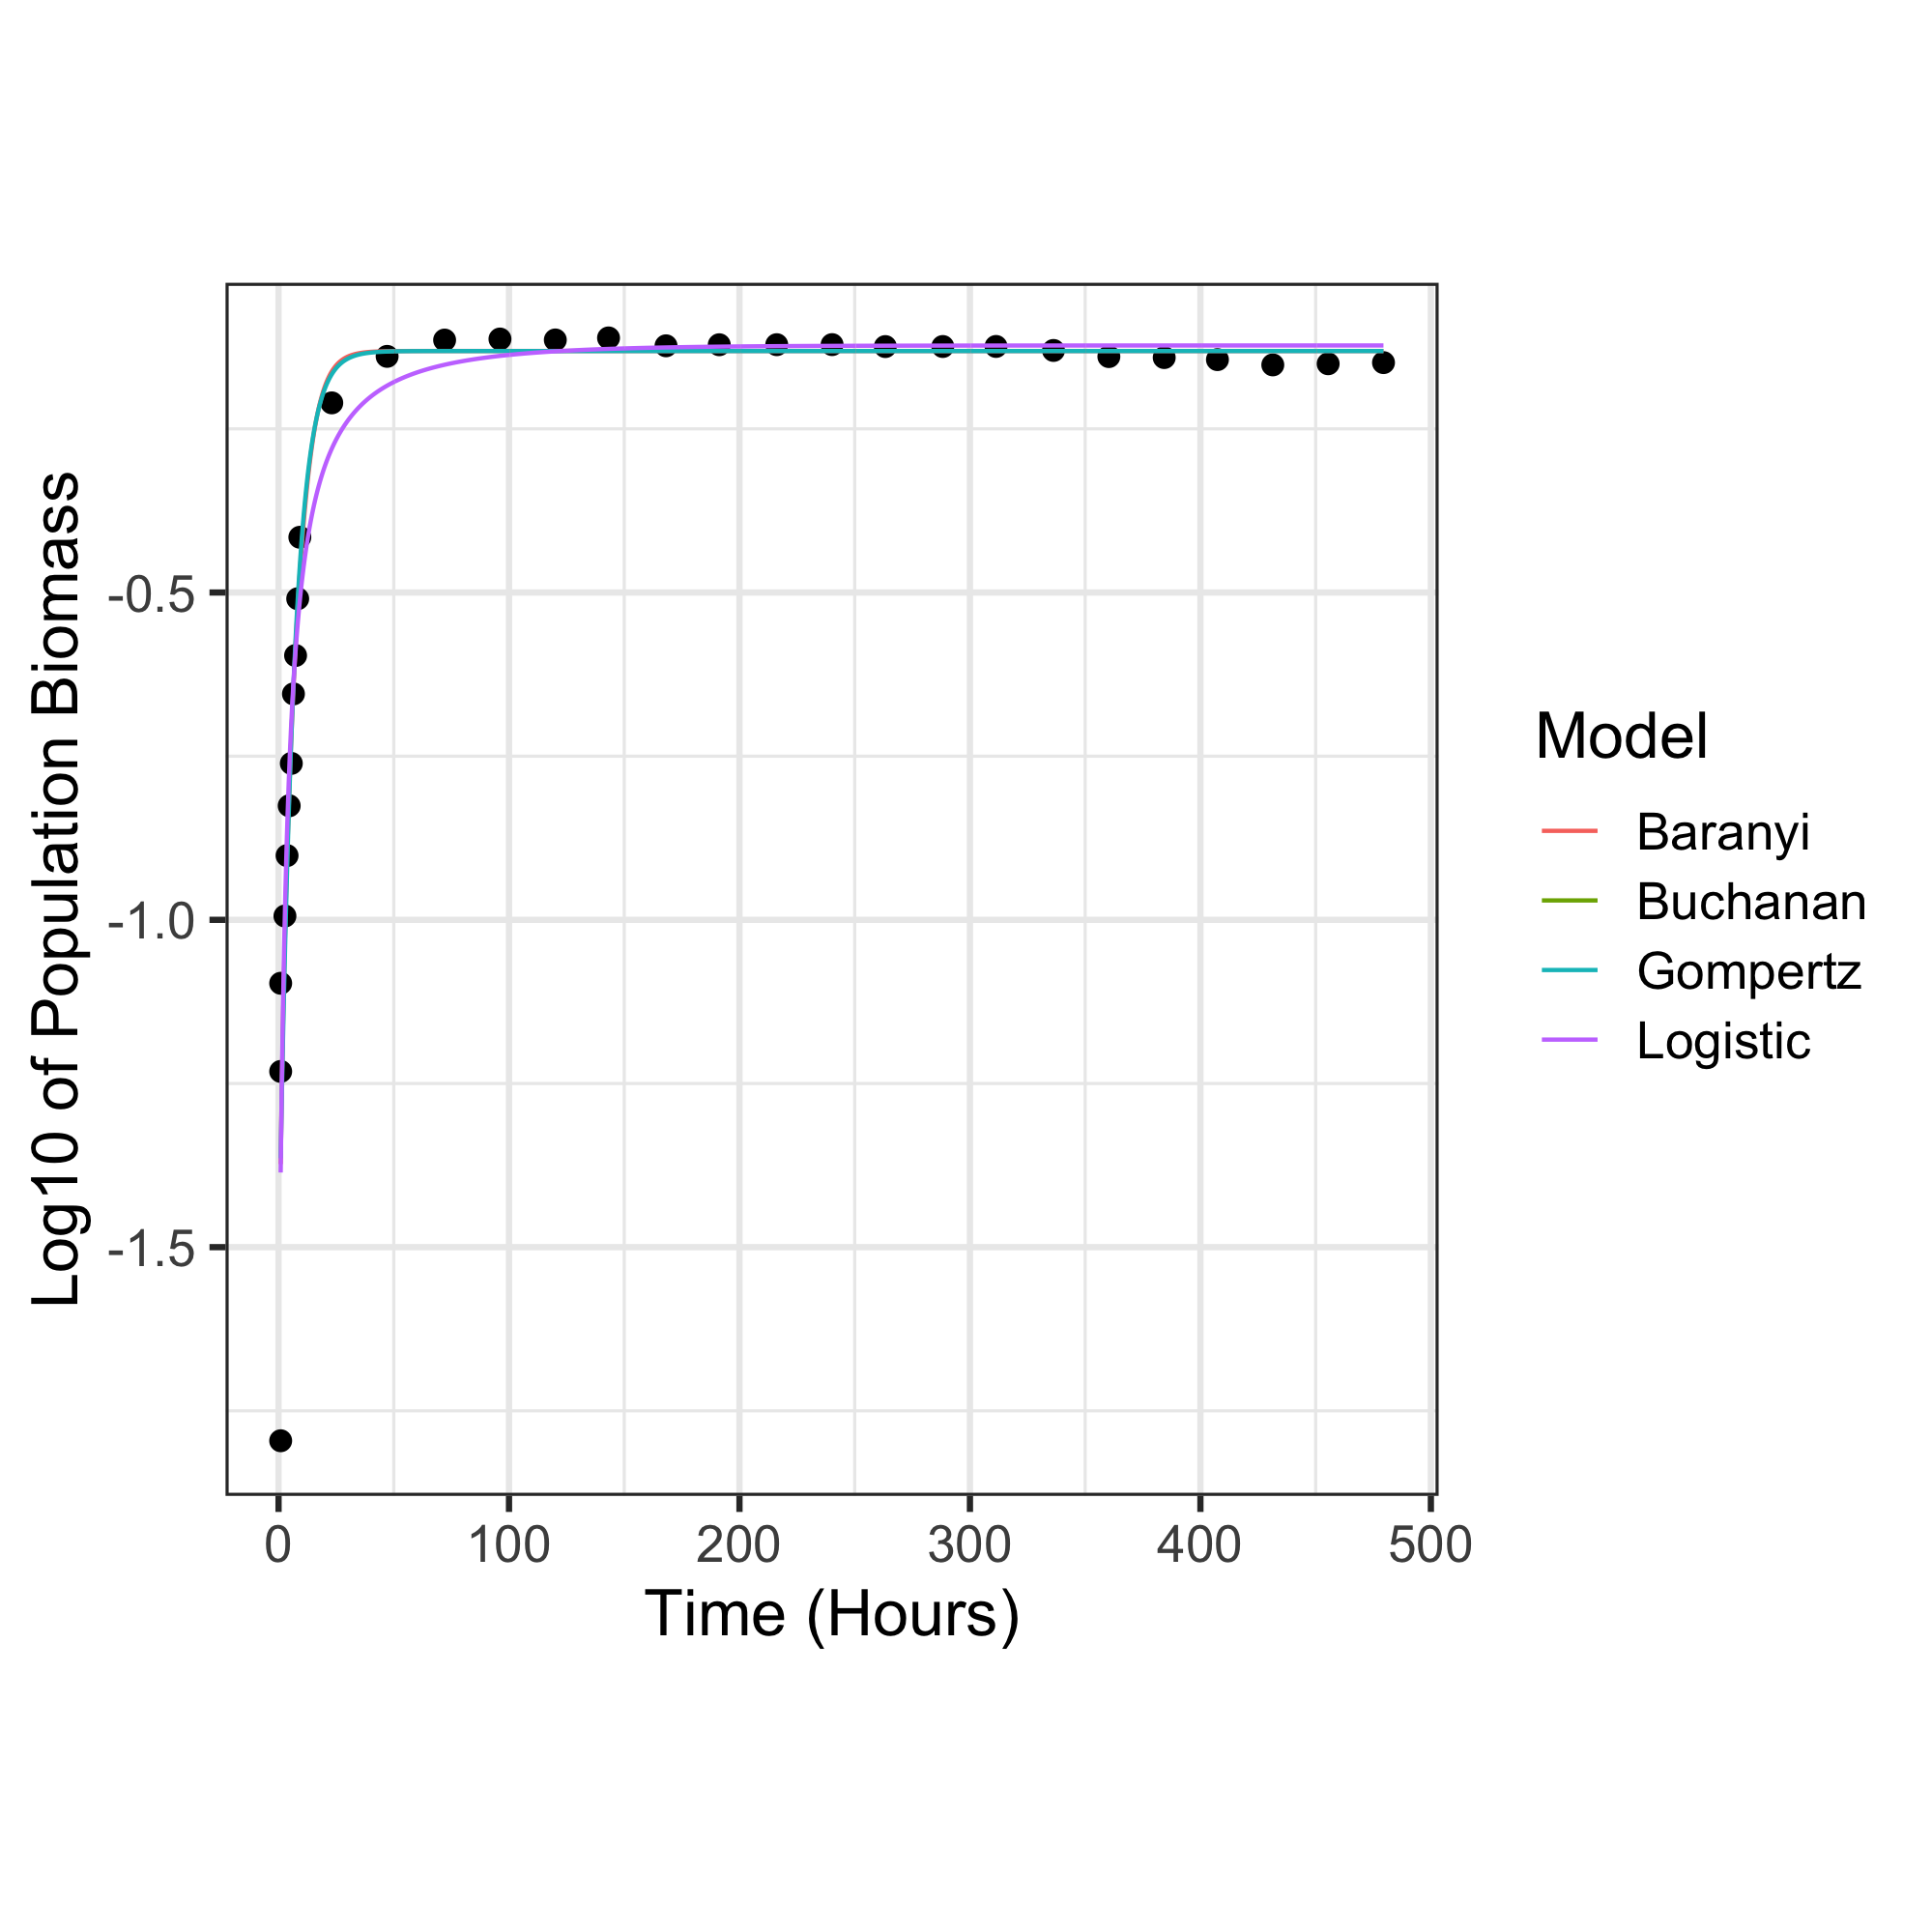 Log10 of Population Biomass
-0.5
-1.0
-1.5
0 100 200 300 400 500
Time (Hours)
Model
Baranyi
Buchanan
Gompertz
Logistic